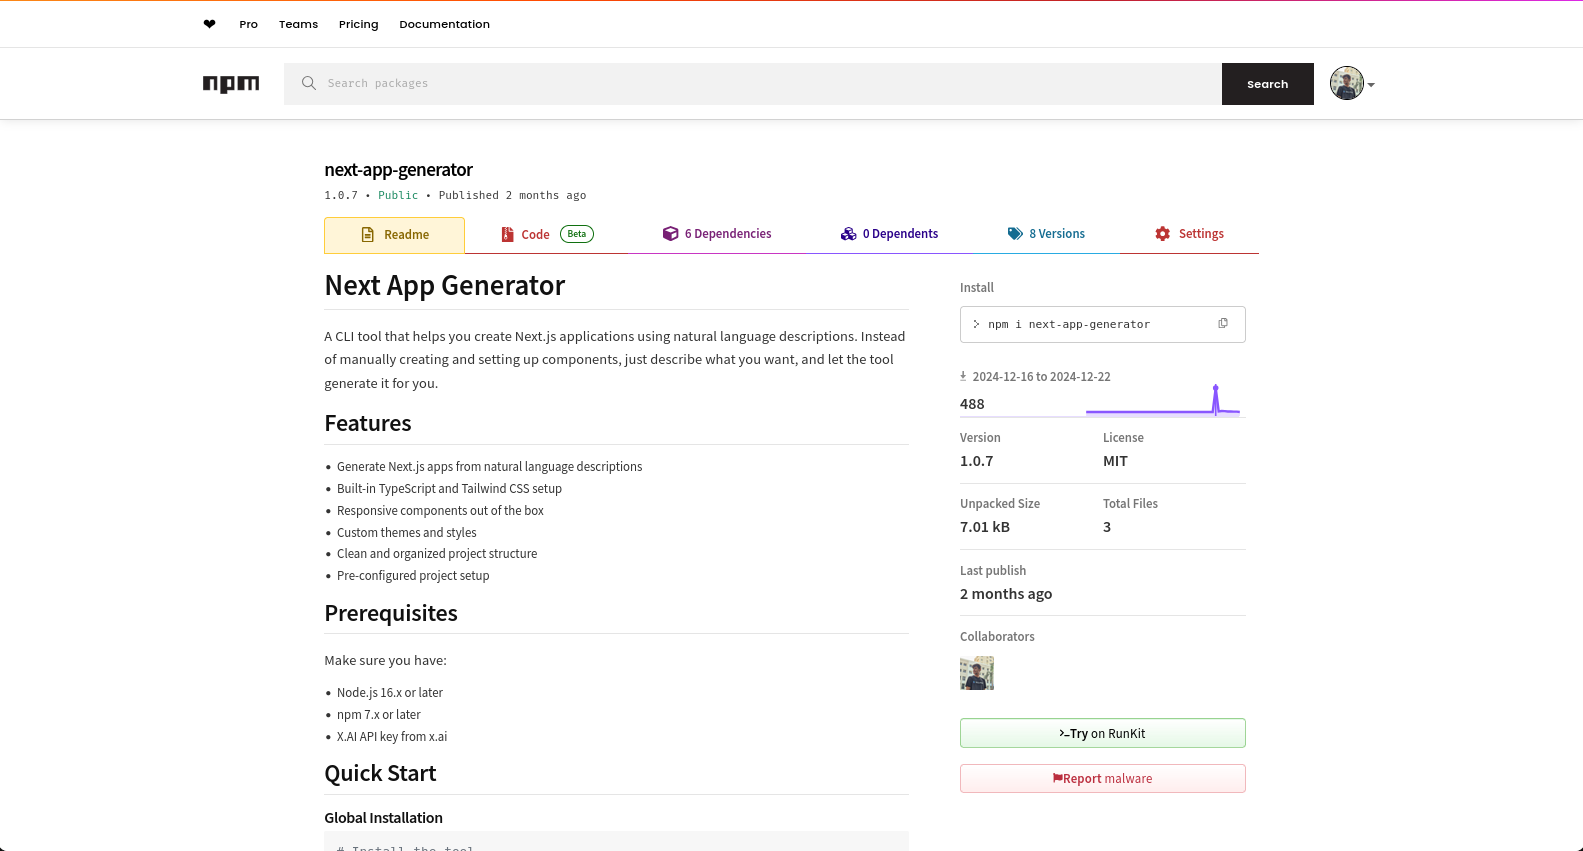 ❤ Pro Teams Pricing Documentation
npm Search packages Search
next-app-generator
1.0.7 • Public • Published 2 months ago
Readme Code Beta 6 Dependencies 0 Dependents 8 Versions Settings
Next App Generator
A CLI tool that helps you create Next.js applications using natural language descriptions. Instead
of manually creating and setting up components, just describe what you want, and let the tool
generate it for you.
Features
• Generate Next.js apps from natural language descriptions
• Built-in TypeScript and Tailwind CSS setup
• Responsive components out of the box
• Custom themes and styles
• Clean and organized project structure
• Pre-configured project setup
Prerequisites
Make sure you have:
• Node.js 16.x or later
• npm 7.x or later
• X.AI API key from x.ai
Quick Start
Global Installation
# Install the tool
Install
> npm i next-app-generator
2024-12-16 to 2024-12-22
488
Version License
1.0.7 MIT
Unpacked Size Total Files
7.01 kB 3
Last publish
2 months ago
Collaborators
>-Try on RunKit
Report malware